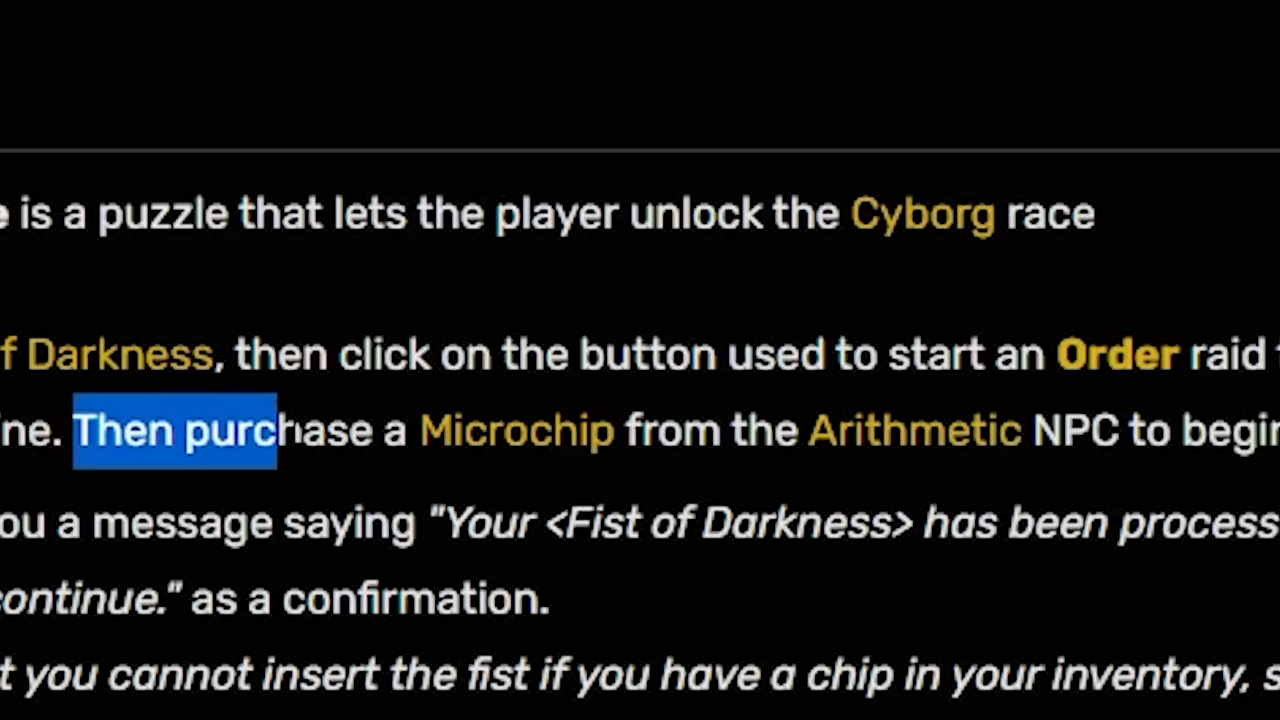 is a puzzle that lets the player unlock the Cyborg race
of Darkness, then click on the button used to start an Order raid
Then purchase a Microchip from the Arithmetic NPC to begin
you a message saying "Your <Fist of Darkness> has been process
continue." as a confirmation.
t you cannot insert the fist if you have a chip in your inventory, s